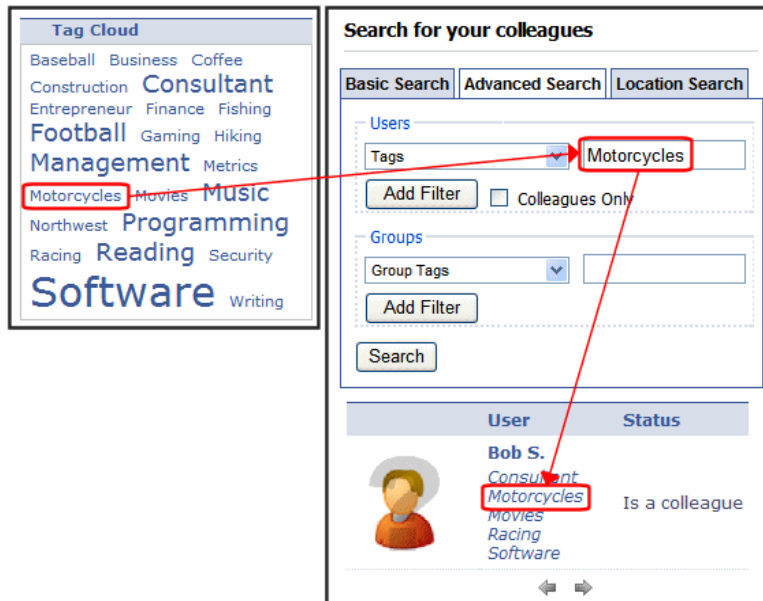 Tag Cloud
Baseball Business Coffee
Construction Consultant
Entrepreneur Finance Fishing
Football Gaming Hiking
Management Metrics
Motorcycles Movies Music
Northwest Programming
Racing Reading Security
Software Writing
Search for your colleagues
Basic Search Advanced Search Location Search
Users
Tags Motorcycles
Add Filter Colleagues Only
Groups
Group Tags
Add Filter
Search
User Status
Bob S.
Consultant
Motorcycles
Is a colleague
Movies
Racing
Software